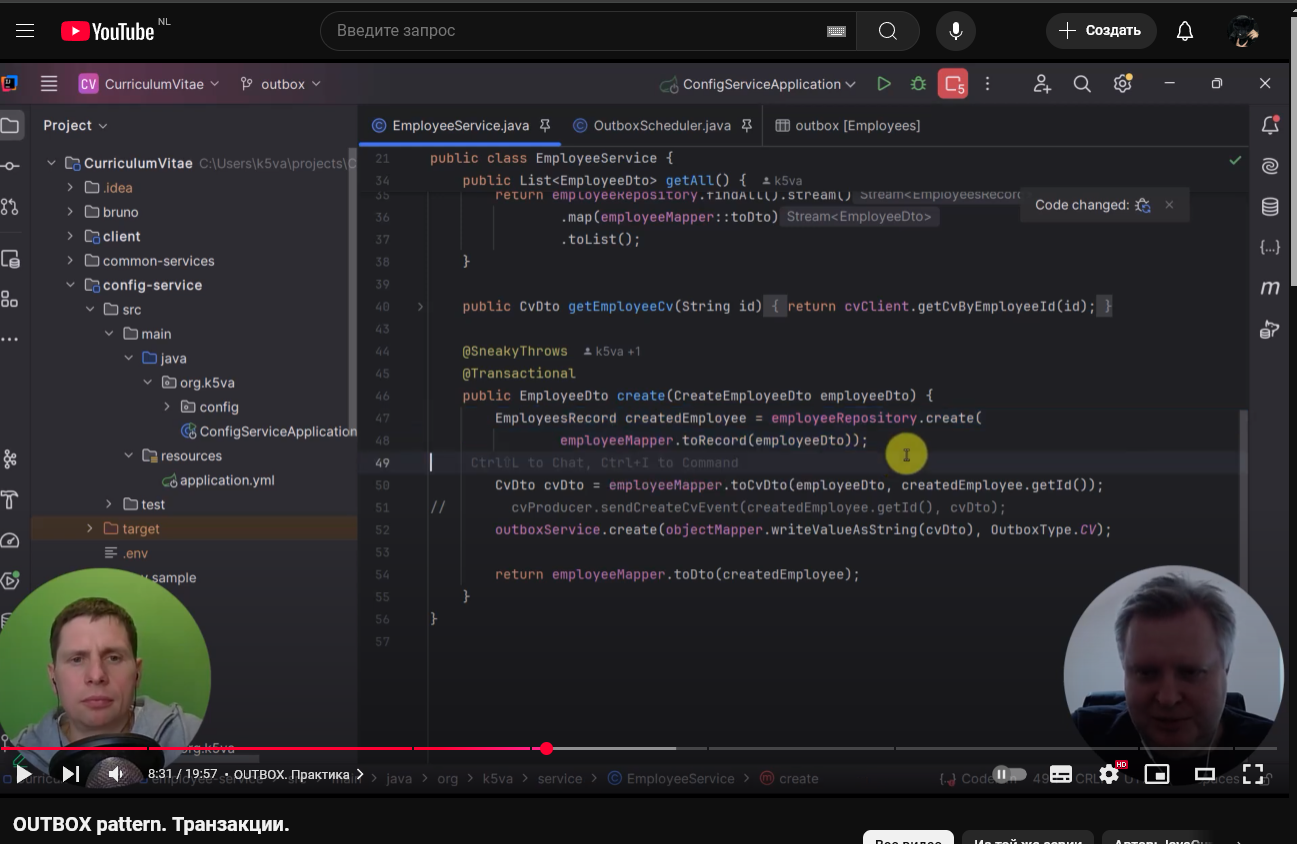 YouTube NL
Введите запрос
Создать
CV CurriculumVitae
outbox
ConfigServiceApplication
5
Project
EmployeeService.java
OutboxScheduler.java
outbox [Employees]
CurriculumVitae C:\Users\k5va\projects\C
.idea
bruno
client
common-services
config-service
src
main
java
org.k5va
config
ConfigServiceApplication
resources
application.yml
test
target
.env
sample
org.k5va
Code changed:
21 public class EmployeeService {
34 public List<EmployeeDto> getAll() { k5va
35 return employeeRepository.findAll().stream() Stream<EmployeesRecord
36 .map(employeeMapper::toDto) Stream<EmployeeDto>
37 .toList();
38 }
39
40 public CvDto getEmployeeCv(String id) { return cvClient.getCvByEmployeeId(id); }
43
44 @SneakyThrows k5va +1
45 @Transactional
46 public EmployeeDto create(CreateEmployeeDto employeeDto) {
47 EmployeesRecord createdEmployee = employeeRepository.create(
48 employeeMapper.toRecord(employeeDto));
49 Ctrl+L to Chat, Ctrl+I to Command
50 CvDto cvDto = employeeMapper.toCvDto(employeeDto, createdEmployee.getId());
51 // cvProducer.sendCreateCvEvent(createdEmployee.getId(), cvDto);
52 outboxService.create(objectMapper.writeValueAsString(cvDto), OutboxType.CV);
53
54 return employeeMapper.toDto(createdEmployee);
55 }
56 }
57
{...}
m
8:31 / 19:57 • OUTBOX. Практика
java > org > k5va > service > EmployeeService > create
HD
OUTBOX pattern. Транзакции.
Все видео
Из той же серии